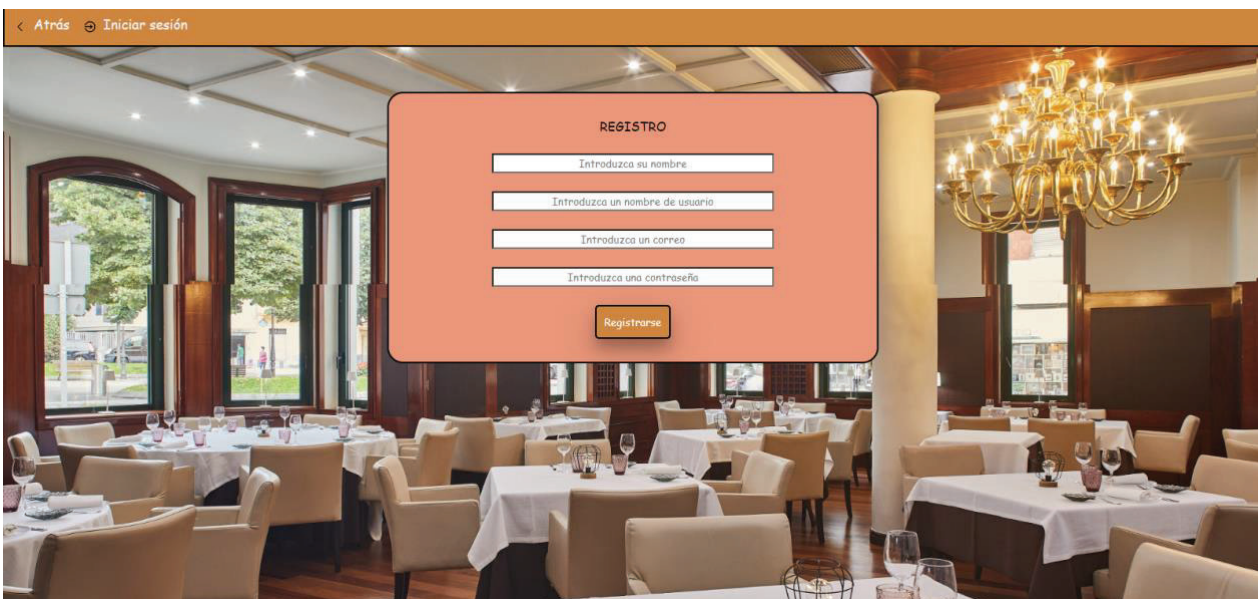 Atrás Iniciar sesión
REGISTRO
Introduzca su nombre
Introduzca un nombre de usuario
Introduzca un correo
Introduzca una contraseña
Registrarse